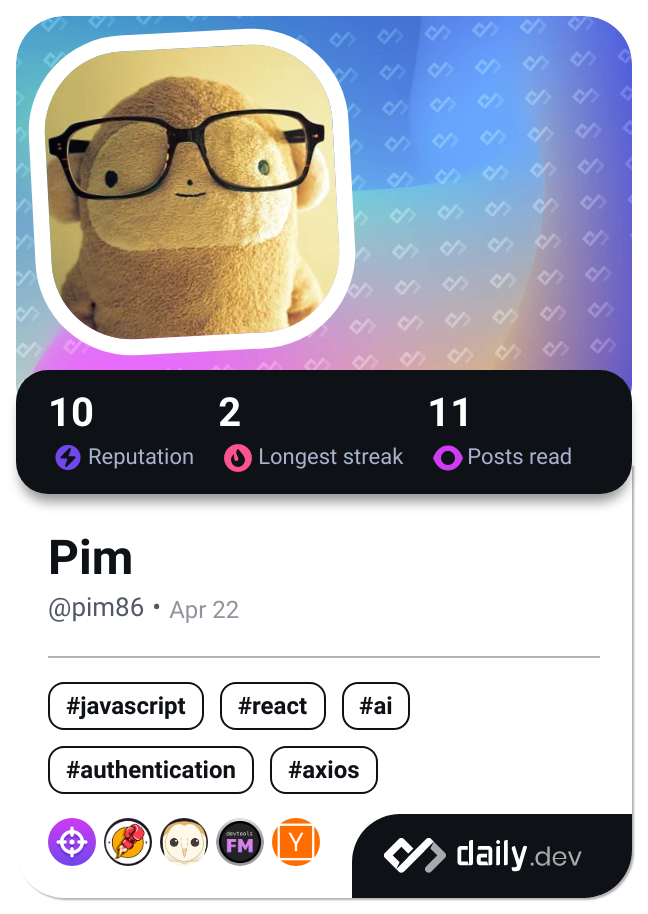 10 2 11
Reputation Longest streak Posts read
Pim
@pim86 • Apr 22
#javascript #react #ai
#authentication #axios
devtools
FM
Y
daily.dev